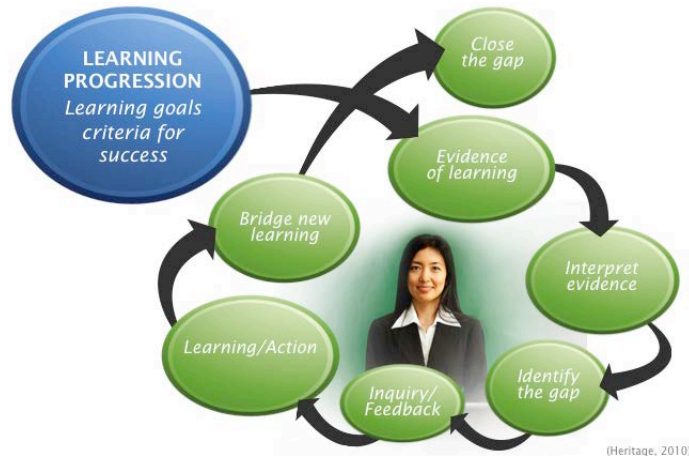 LEARNING
PROGRESSION
Learning goals
criteria for
success
Close
the gap
Evidence
of learning
Bridge new
learning
Interpret
evidence
Learning/Action
Identify
the gap
Inquiry/
Feedback
(Heritage, 2010)